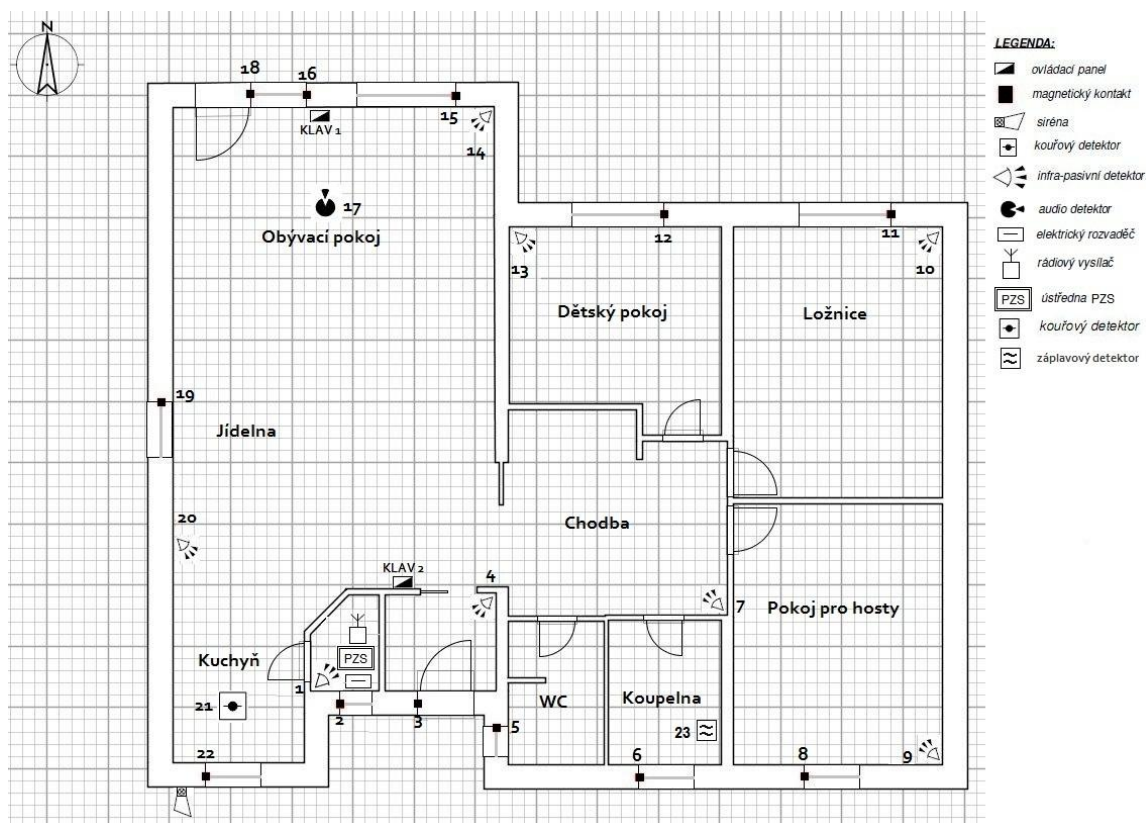 N
LEGENDA:
ovládací panel
magnetický kontakt
siréna
kouřový detektor
infra-pasivní detektor
audio detektor
elektrický rozvaděč
rádiový vysílač
PZS ústředna PZS
kouřový detektor
záplavový detektor
18 16
15
KLAV 1
14
17
Obývací pokoj
12
11
13
10
Dětský pokoj
Ložnice
19
Jídelna
20
Chodba
KLAV 2
4
7
Pokoj pro hosty
Kuchyň
PZS
1
21
2
3
5
WC
Koupelna
23
22
6
8
9